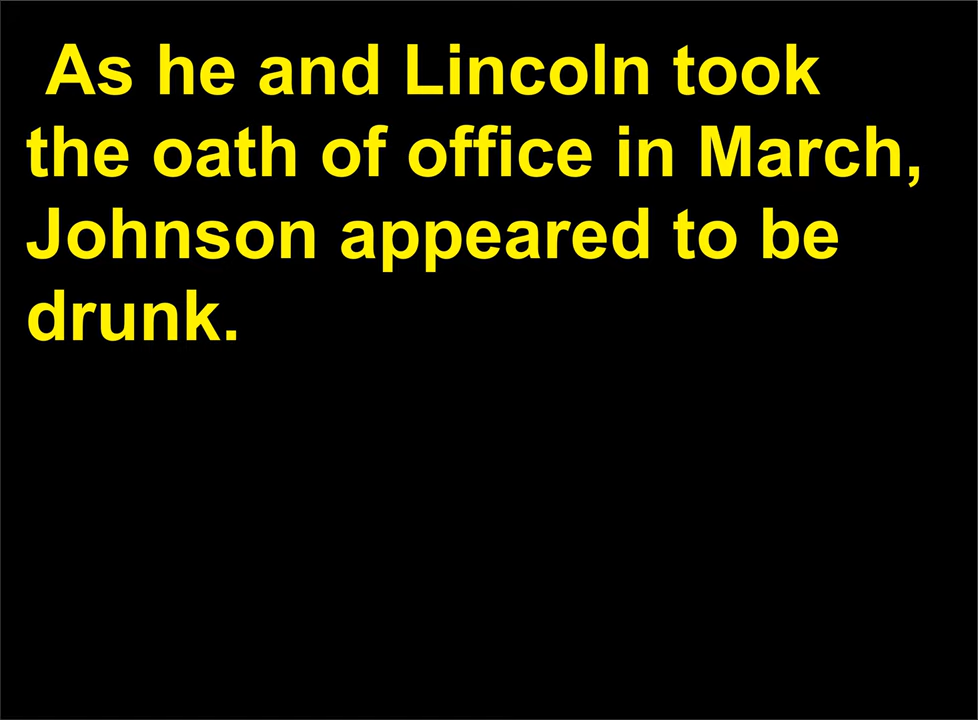 As he and Lincoln took
the oath of office in March,
Johnson appeared to be
drunk.